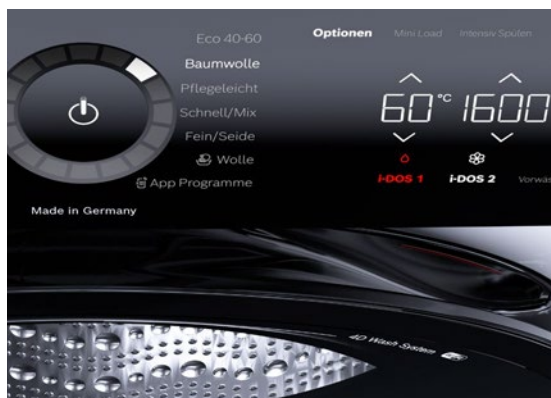 Eco 40-60
Optionen Mini Load Intensiv Spülen
Baumwolle
Pflegeleicht
60 °C 1600
Schnell/Mix
Fein/Seide
Wolle
App Programme
i-DOS 1 i-DOS 2
Made in Germany
4D Wash System